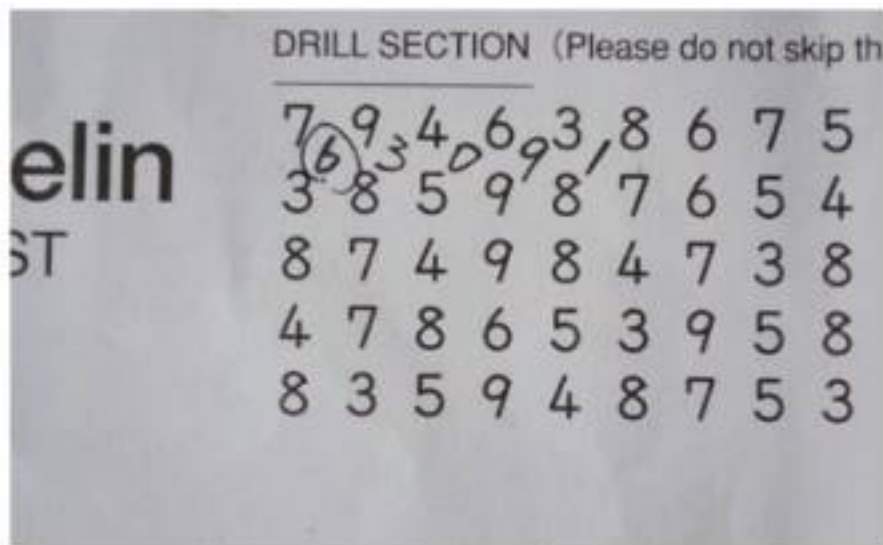 DRILL SECTION (Please do not skip th
7 9 4 6 3 8 6 7 5
6 3 0 9 1
3 8 5 9 8 7 6 5 4
8 7 4 9 8 4 7 3 8
4 7 8 6 5 3 9 5 8
8 3 5 9 4 8 7 5 3
elin
ST